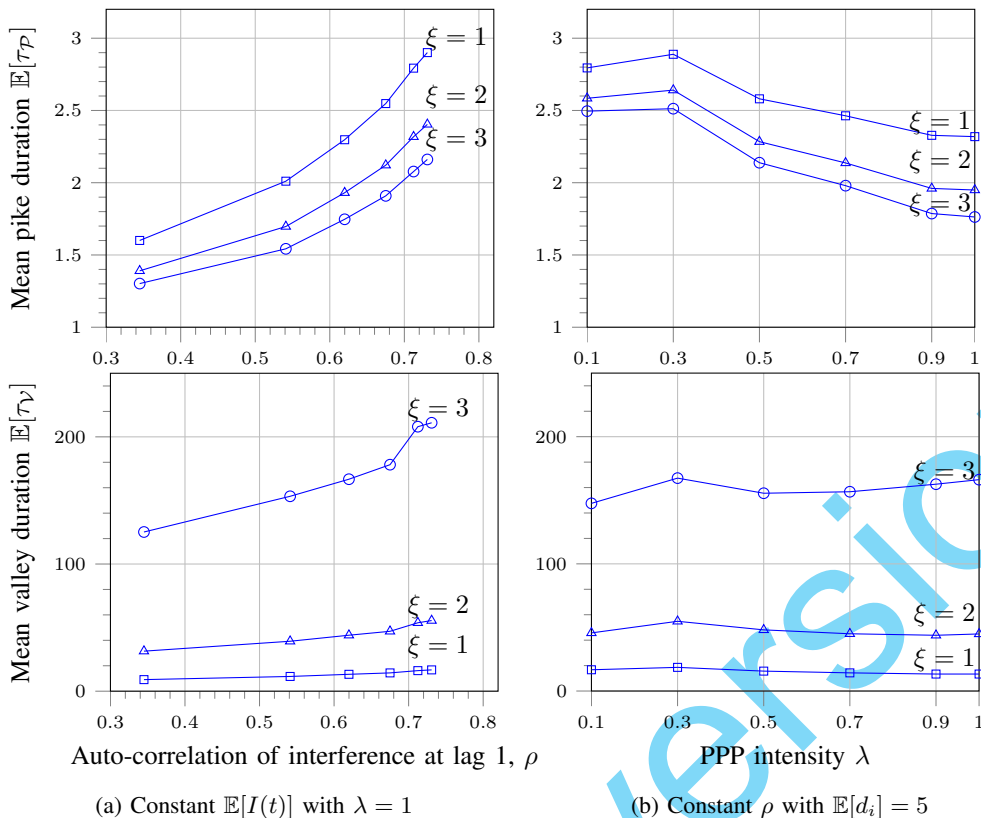 Mean pike duration 𝔼[τ_𝒫]
3
2.5
2
1.5
1
0.3 0.4 0.5 0.6 0.7 0.8
ξ = 1
ξ = 2
ξ = 3
3
2.5
2
1.5
1
0.1 0.3 0.5 0.7 0.9 1
ξ = 1
ξ = 2
ξ = 3
Mean valley duration 𝔼[τ_𝒱]
200
100
0
0.3 0.4 0.5 0.6 0.7 0.8
ξ = 3
ξ = 2
ξ = 1
Auto-correlation of interference at lag 1, ρ
200
100
0
0.1 0.3 0.5 0.7 0.9 1
ξ = 3
ξ = 2
ξ = 1
PPP intensity λ
(a) Constant 𝔼[I(t)] with λ = 1
(b) Constant ρ with 𝔼[d_i] = 5